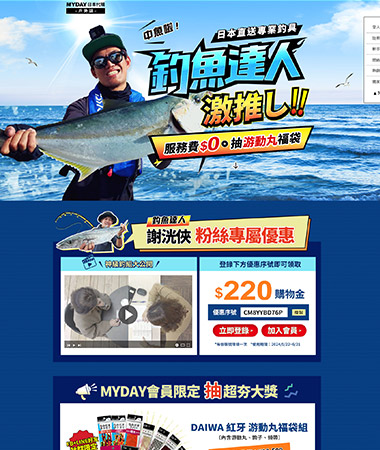 MYDAY 日本代購
中魚啦！
日本直送專業釣具
釣魚達人
激推し!!
服務費$0。抽游動丸福袋
釣魚達人
謝洸俠 粉絲專屬優惠
神級釣組大公開
登錄下方優惠序號即可領取
$220購物金
優惠序號 CM8YYBD76P 複製
立即登錄 加入會員
MYDAY會員限定 抽超夯大獎
DAIWA 紅牙 游動丸福袋組